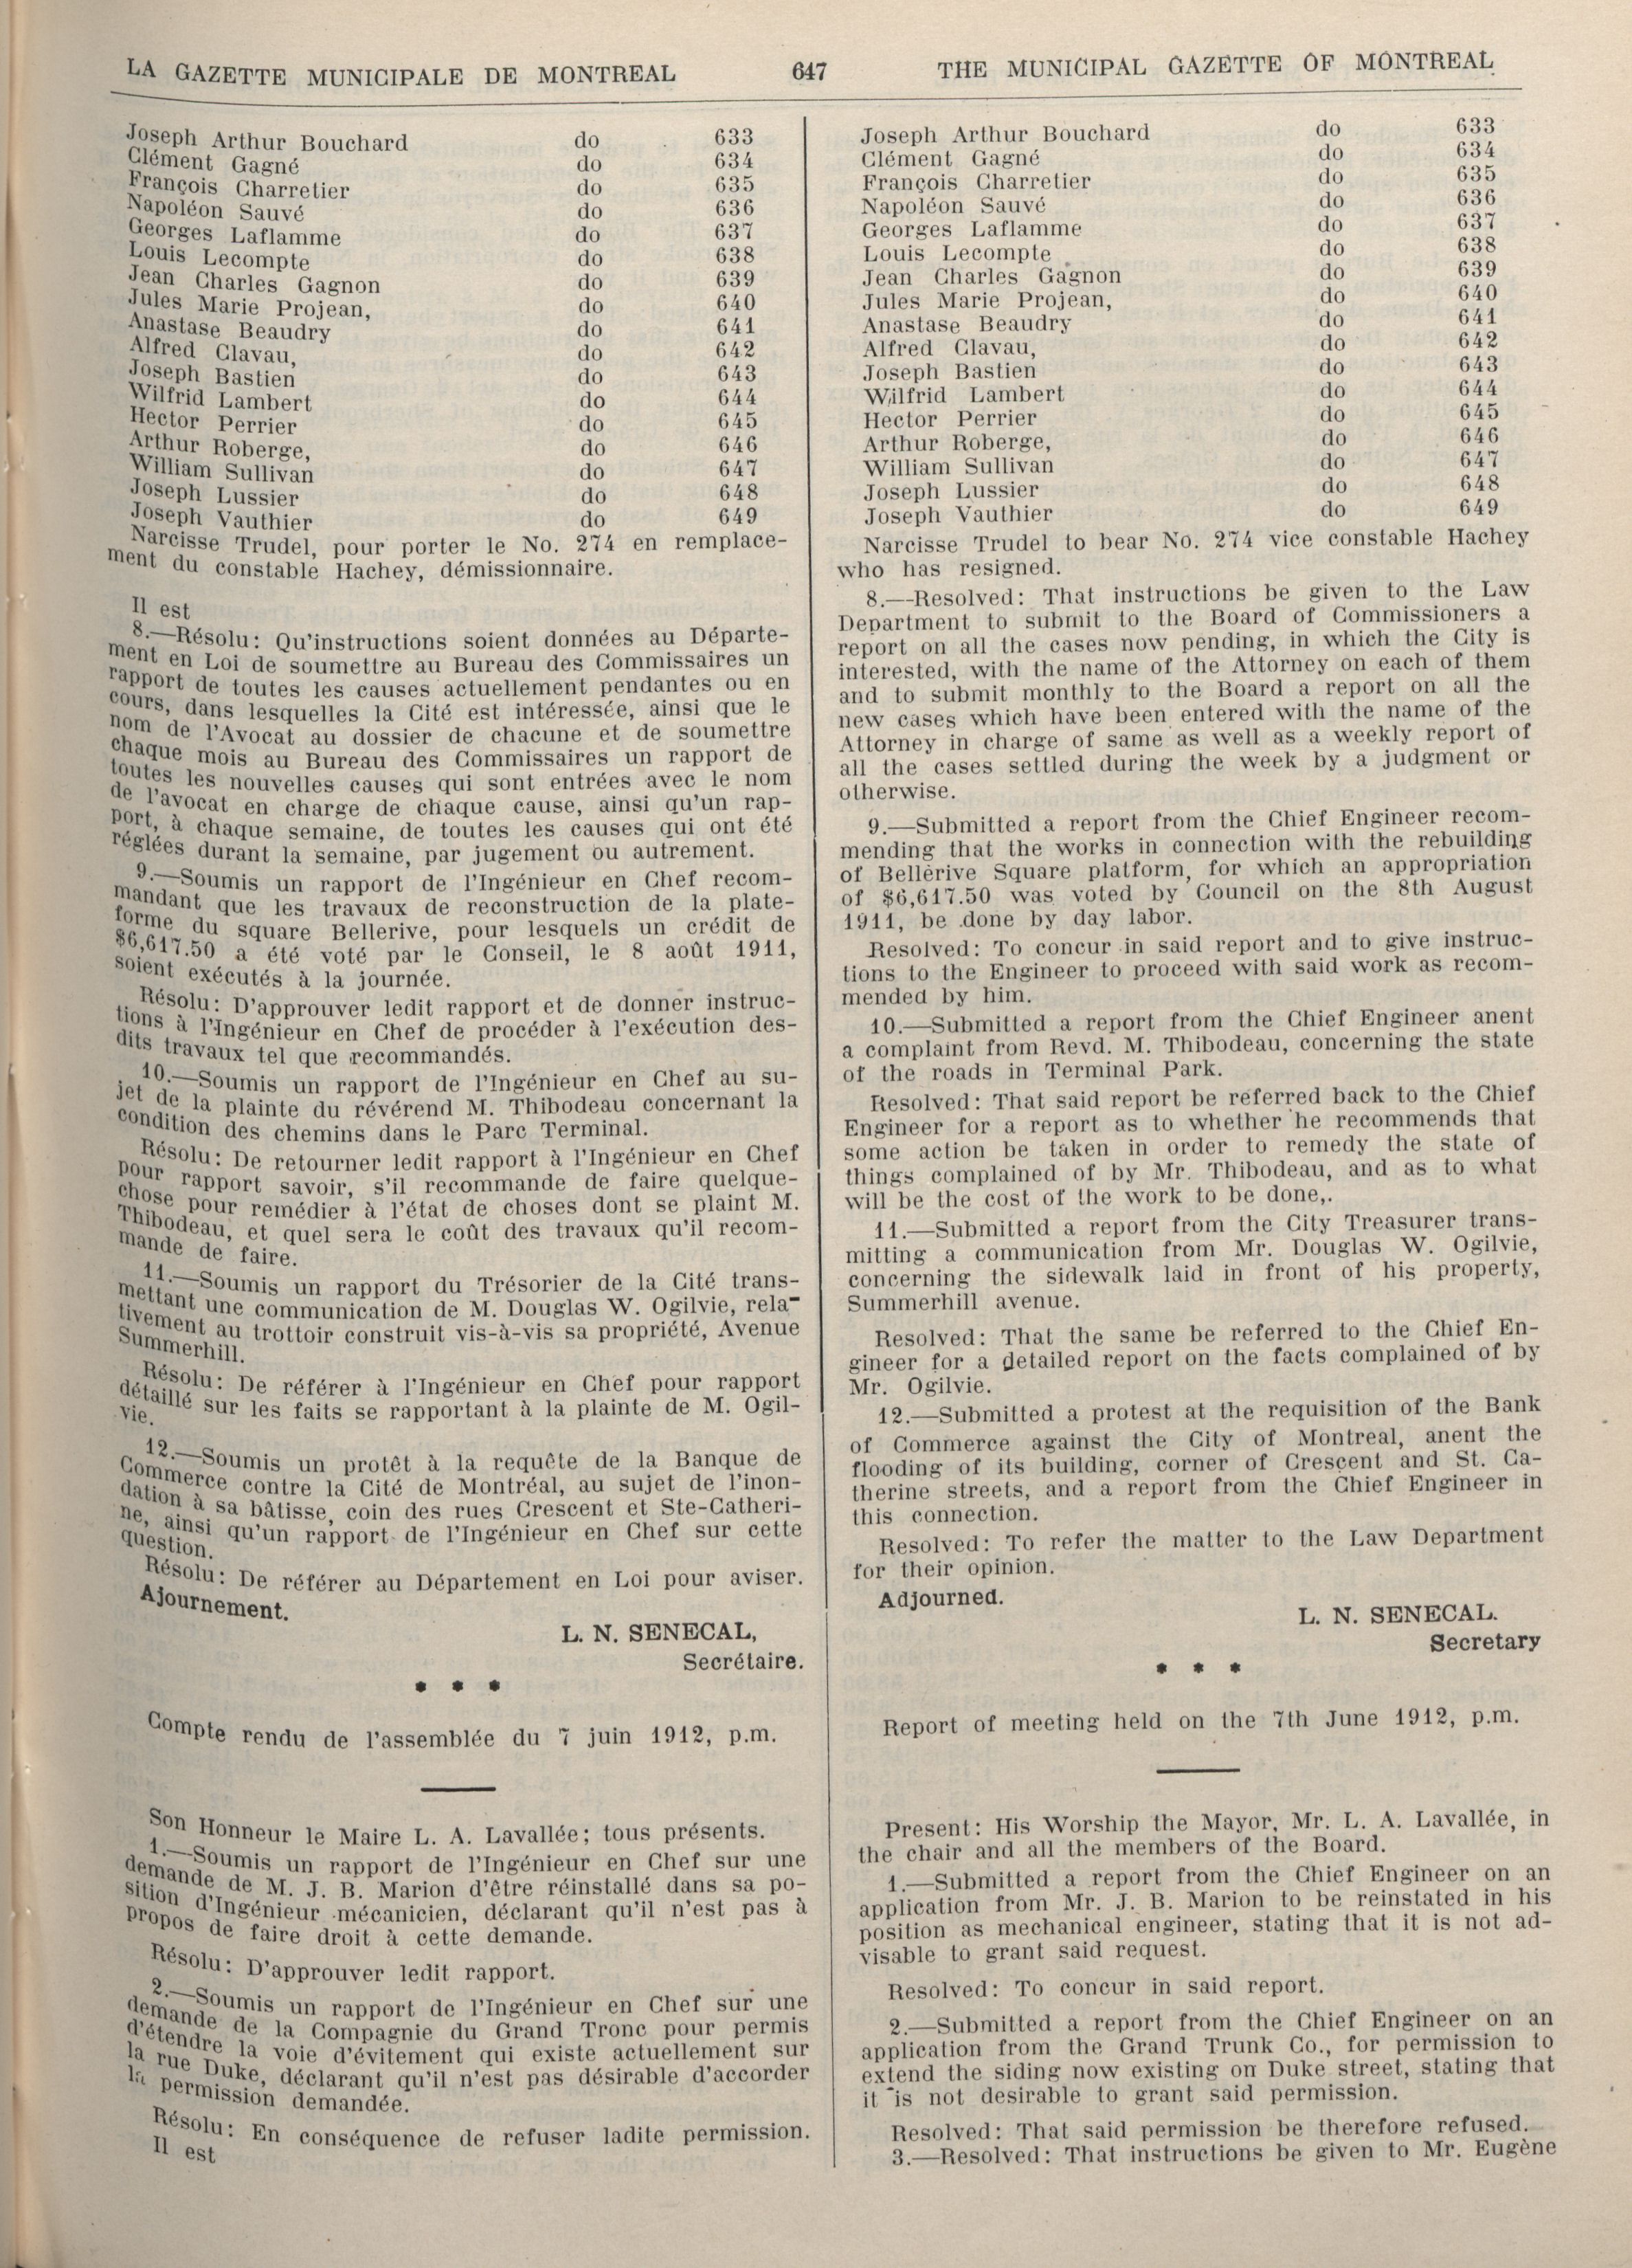 LA GAZETTE MUNICIPALE DE MONTREAL 647 THE MUNICIPAL GAZETTE OF MONTREAL
Joseph Arthur Bouchard do 633
Clément Gagné do 634
François Charretier do 635
Napoléon Sauvé do 636
Georges Laflamme do 637
Louis Lecompte do 638
Jean Charles Gagnon do 639
Jules Marie Projean, do 640
Anastase Beaudry do 641
Alfred Clavau, do 642
Joseph Bastien do 643
Wilfrid Lambert do 644
Hector Perrier do 645
Arthur Roberge, do 646
William Sullivan do 647
Joseph Lussier do 648
Joseph Vauthier do 649
Narcisse Trudel, pour porter le No. 274 en remplace-
ment du constable Hachey, démissionnaire.
Il est
8.—Résolu: Qu'instructions soient données au Départe-
ment en Loi de soumettre au Bureau des Commissaires un
rapport de toutes les causes actuellement pendantes ou en
cours, dans lesquelles la Cité est intéressée, ainsi que le
nom de l'Avocat au dossier de chacune et de soumettre
chaque mois au Bureau des Commissaires un rapport de
toutes les nouvelles causes qui sont entrées avec le nom
de l'avocat en charge de chaque cause, ainsi qu'un rap-
port, à chaque semaine, de toutes les causes qui ont été
réglées durant la semaine, par jugement ou autrement.
9.—Soumis un rapport de l'Ingénieur en Chef recom-
mandant que les travaux de reconstruction de la plate-
forme du square Bellerive, pour lesquels un crédit de
$6,617.50 a été voté par le Conseil, le 8 août 1911,
soient exécutés à la journée.
Résolu: D'approuver ledit rapport et de donner instruc-
tions à l'Ingénieur en Chef de procéder à l'exécution des-
dits travaux tel que recommandés.
10.—Soumis un rapport de l'Ingénieur en Chef au su-
jet de la plainte du révérend M. Thibodeau concernant la
condition des chemins dans le Parc Terminal.
Résolu: De retourner ledit rapport à l'Ingénieur en Chef
pour rapport savoir, s'il recommande de faire quelque-
chose pour remédier à l'état de choses dont se plaint M.
Thibodeau, et quel sera le coût des travaux qu'il recom-
mande de faire.
11.—Soumis un rapport du Trésorier de la Cité trans-
mettant une communication de M. Douglas W. Ogilvie, rela-
tivement au trottoir construit vis-à-vis sa propriété, Avenue
Summerhill.
Résolu: De référer à l'Ingénieur en Chef pour rapport
détaillé sur les faits se rapportant à la plainte de M. Ogil-
vie.
12.—Soumis un protêt à la requête de la Banque de
Commerce contre la Cité de Montréal, au sujet de l'inon-
dation à sa bâtisse, coin des rues Crescent et Ste-Catheri-
ne, ainsi qu'un rapport de l'Ingénieur en Chef sur cette
question.
Résolu: De référer au Département en Loi pour aviser.
Ajournement.
L. N. SENECAL,
Secrétaire.
* * *
Compte rendu de l'assemblée du 7 juin 1912, p.m.
Son Honneur le Maire L. A. Lavallée; tous présents.
1.—Soumis un rapport de l'Ingénieur en Chef sur une
demande de M. J. B. Marion d'être réinstallé dans sa po-
sition d'Ingénieur mécanicien, déclarant qu'il n'est pas à
propos de faire droit à cette demande.
Résolu: D'approuver ledit rapport.
2.—Soumis un rapport de l'Ingénieur en Chef sur une
demande de la Compagnie du Grand Tronc pour permis
d'étendre la voie d'évitement qui existe actuellement sur
la rue Duke, déclarant qu'il n'est pas désirable d'accorder
la permission demandée.
Résolu: En conséquence de refuser ladite permission.
Il est
Joseph Arthur Bouchard do 633
Clément Gagné do 634
François Charretier do 635
Napoléon Sauvé do 636
Georges Laflamme do 637
Louis Lecompte do 638
Jean Charles Gagnon do 639
Jules Marie Projean, do 640
Anastase Beaudry do 641
Alfred Clavau, do 642
Joseph Bastien do 643
Wilfrid Lambert do 644
Hector Perrier do 645
Arthur Roberge, do 646
William Sullivan do 647
Joseph Lussier do 648
Joseph Vauthier do 649
Narcisse Trudel to bear No. 274 vice constable Hachey
who has resigned.
8.—Resolved: That instructions be given to the Law
Department to submit to the Board of Commissioners a
report on all the cases now pending, in which the City is
interested, with the name of the Attorney on each of them
and to submit monthly to the Board a report on all the
new cases which have been entered with the name of the
Attorney in charge of same as well as a weekly report of
all the cases settled during the week by a judgment or
otherwise.
9.—Submitted a report from the Chief Engineer recom-
mending that the works in connection with the rebuilding
of Bellerive Square platform, for which an appropriation
of $6,617.50 was voted by Council on the 8th August
1911, be done by day labor.
Resolved: To concur in said report and to give instruc-
tions to the Engineer to proceed with said work as recom-
mended by him.
10.—Submitted a report from the Chief Engineer anent
a complaint from Revd. M. Thibodeau, concerning the state
of the roads in Terminal Park.
Resolved: That said report be referred back to the Chief
Engineer for a report as to whether he recommends that
some action be taken in order to remedy the state of
things complained of by Mr. Thibodeau, and as to what
will be the cost of the work to be done,.
11.—Submitted a report from the City Treasurer trans-
mitting a communication from Mr. Douglas W. Ogilvie,
concerning the sidewalk laid in front of his property,
Summerhill avenue.
Resolved: That the same be referred to the Chief En-
gineer for a detailed report on the facts complained of by
Mr. Ogilvie.
12.—Submitted a protest at the requisition of the Bank
of Commerce against the City of Montreal, anent the
flooding of its building, corner of Crescent and St. Ca-
therine streets, and a report from the Chief Engineer in
this connection.
Resolved: To refer the matter to the Law Department
for their opinion.
Adjourned.
L. N. SENECAL.
Secretary
* * *
Report of meeting held on the 7th June 1912, p.m.
Present: His Worship the Mayor, Mr. L. A. Lavallée, in
the chair and all the members of the Board.
1.—Submitted a report from the Chief Engineer on an
application from Mr. J. B. Marion to be reinstated in his
position as mechanical engineer, stating that it is not ad-
visable to grant said request.
Resolved: To concur in said report.
2.—Submitted a report from the Chief Engineer on an
application from the Grand Trunk Co., for permission to
extend the siding now existing on Duke street, stating that
it is not desirable to grant said permission.
Resolved: That said permission be therefore refused.
3.—Resolved: That instructions be given to Mr. Eugène